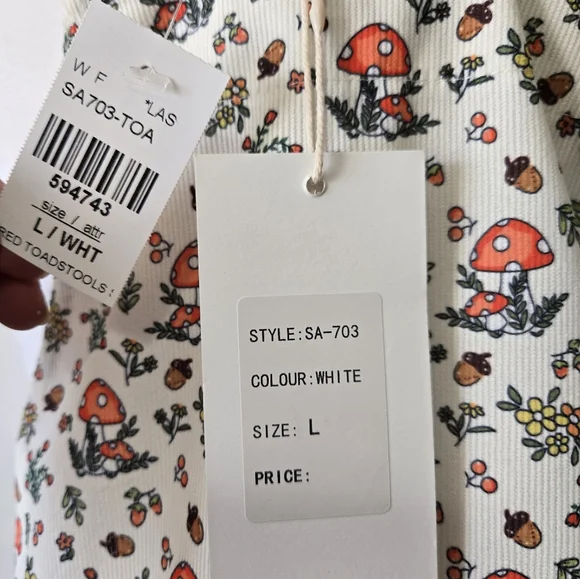 W F *LAS
SA703-TOA
594743
size / attr
L / WHT
RED TOADSTOOLS
STYLE:SA-703
COLOUR:WHITE
SIZE: L
PRICE: